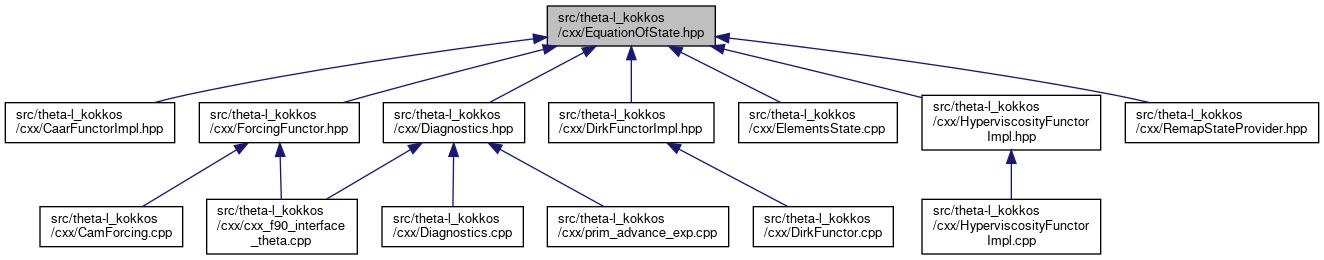 src/theta-l_kokkos
/cxx/EquationOfState.hpp
src/theta-l_kokkos
/cxx/CaarFunctorImpl.hpp
src/theta-l_kokkos
/cxx/ForcingFunctor.hpp
src/theta-l_kokkos
/cxx/Diagnostics.hpp
src/theta-l_kokkos
/cxx/DirkFunctorImpl.hpp
src/theta-l_kokkos
/cxx/ElementsState.cpp
src/theta-l_kokkos
/cxx/HyperviscosityFunctor
Impl.hpp
src/theta-l_kokkos
/cxx/RemapStateProvider.hpp
src/theta-l_kokkos
/cxx/CamForcing.cpp
src/theta-l_kokkos
/cxx/cxx_f90_interface
_theta.cpp
src/theta-l_kokkos
/cxx/Diagnostics.cpp
src/theta-l_kokkos
/cxx/prim_advance_exp.cpp
src/theta-l_kokkos
/cxx/DirkFunctor.cpp
src/theta-l_kokkos
/cxx/HyperviscosityFunctor
Impl.cpp